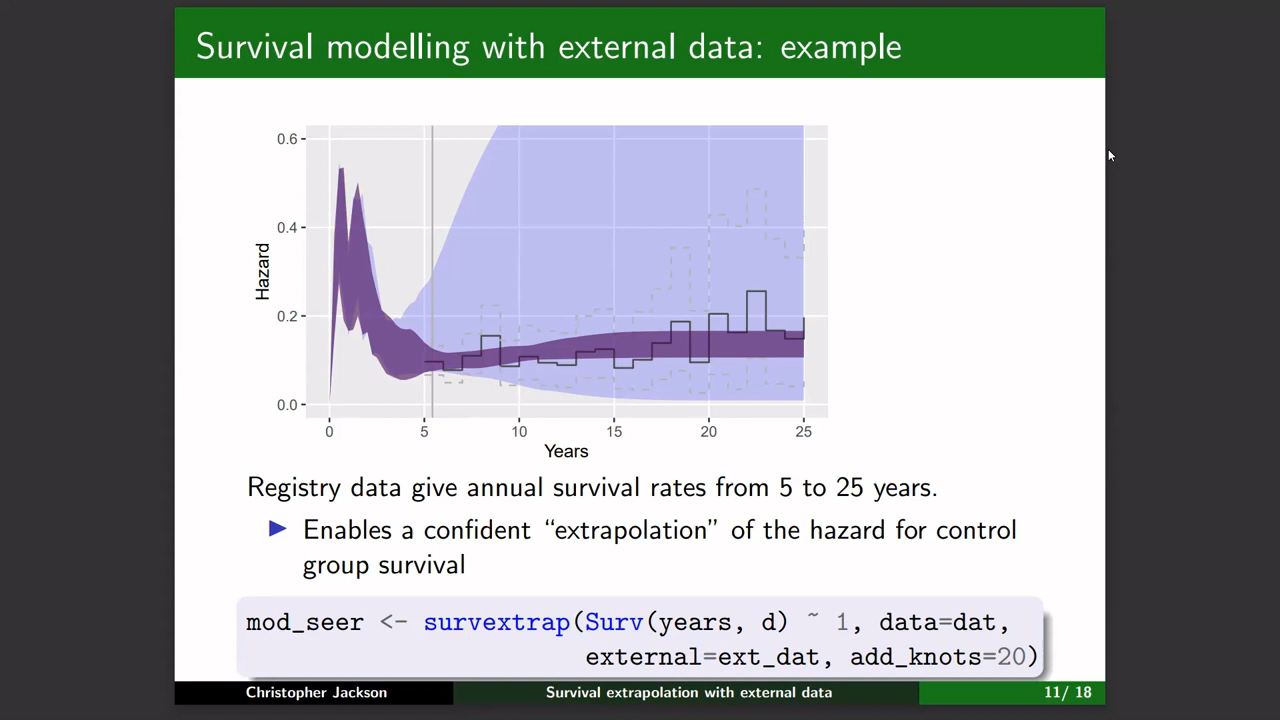 Survival modelling with external data: example
0.6
0.4
0.2
0.0
Hazard
0 5 10 15 20 25
Years
Registry data give annual survival rates from 5 to 25 years.
Enables a confident “extrapolation” of the hazard for control
group survival
mod_seer <- survextrap(Surv(years, d) ~ 1, data=dat,
external=ext_dat, add_knots=20)
Christopher Jackson Survival extrapolation with external data 11/ 18